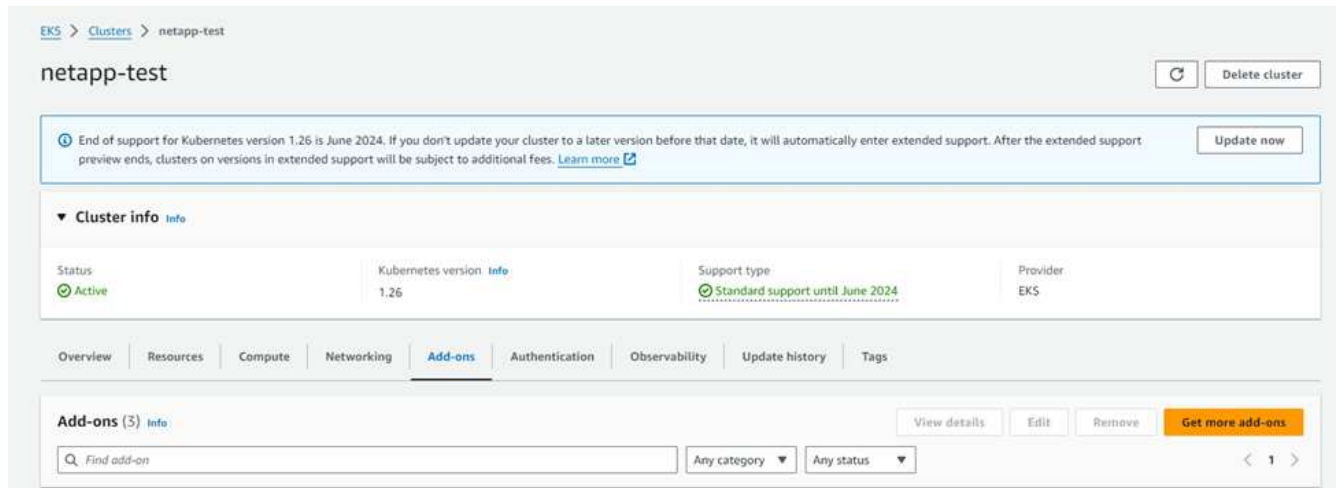 EKS > Clusters > netapp-test
netapp-test
Delete cluster
End of support for Kubernetes version 1.26 is June 2024. If you don't update your cluster to a later version before that date, it will automatically enter extended support. After the extended support
preview ends, clusters on versions in extended support will be subject to additional fees. Learn more
Update now
Cluster info Info
Status
Active
Kubernetes version Info
1.26
Support type
Standard support until June 2024
Provider
EKS
Overview Resources Compute Networking Add-ons Authentication Observability Update history Tags
Add-ons (3) Info
View details Edit Remove Get more add-ons
Find add-on
Any category Any status
< 1 >